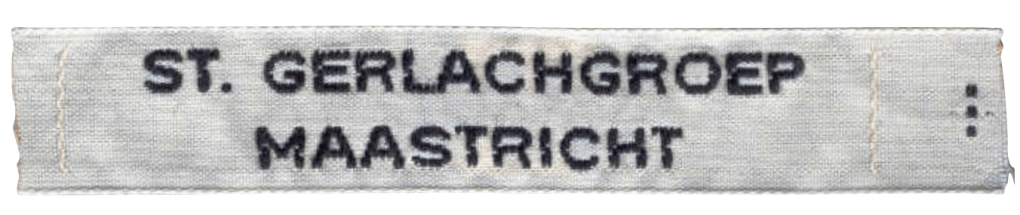 ST. GERLACHGROEP
MAASTRICHT